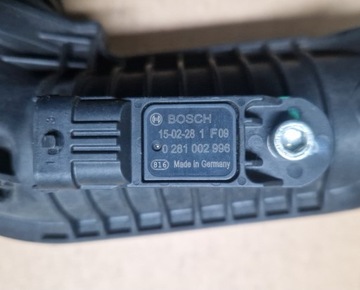 BOSCH
15-02-28 1 F09
0 281 002 996
816 Made in Germany